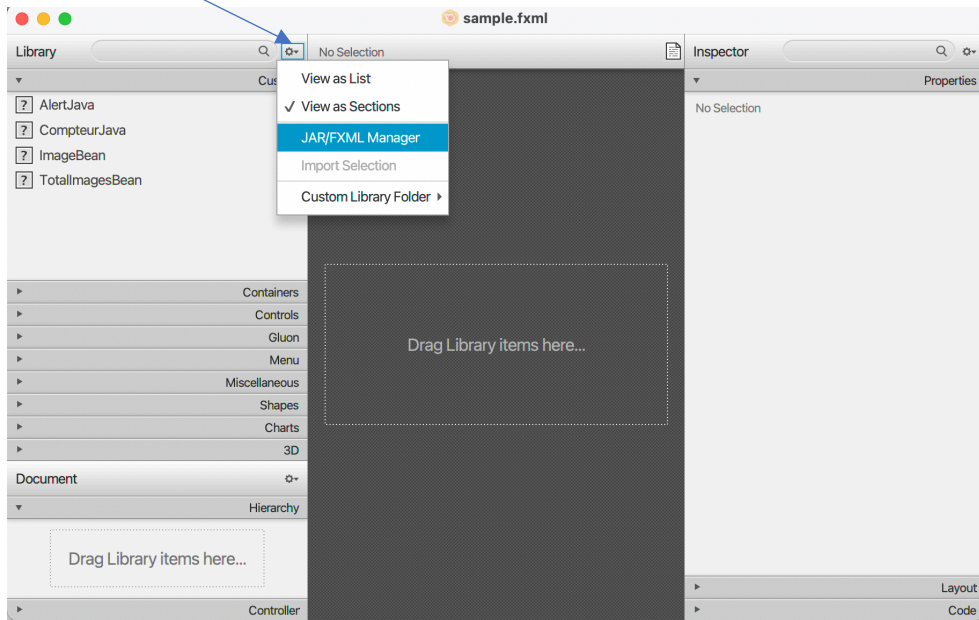 sample.fxml
Library
No Selection
Inspector
Cus
Properties
View as List
View as Sections
JAR/FXML Manager
Import Selection
Custom Library Folder
? AlertJava
? CompteurJava
? ImageBean
? TotalImagesBean
No Selection
Containers
Controls
Gluon
Menu
Miscellaneous
Shapes
Charts
3D
Drag Library items here...
Document
Hierarchy
Drag Library items here...
Controller
Layout
Code